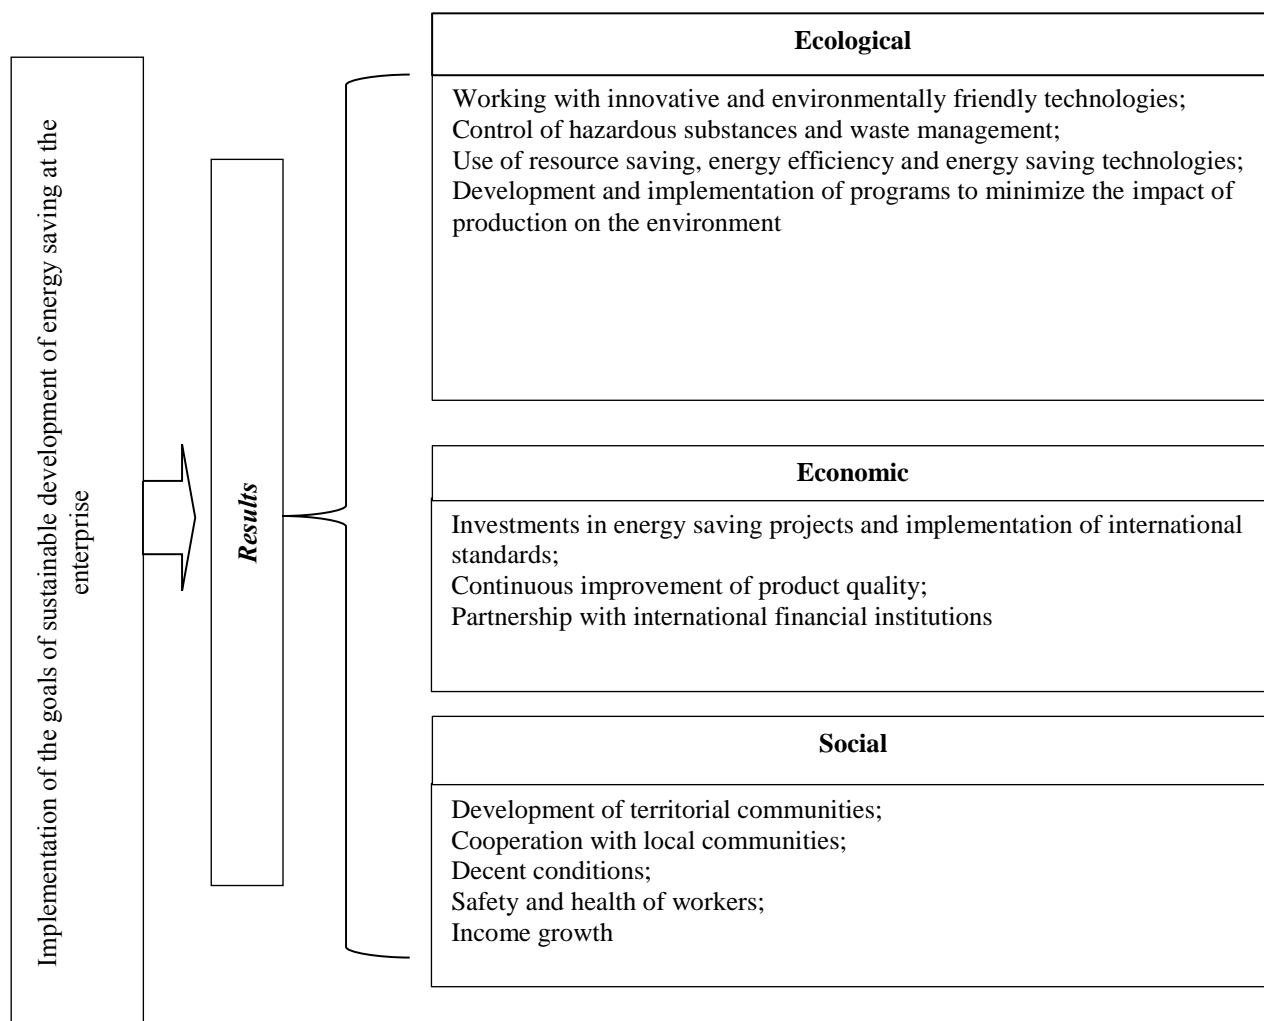 Implementation of the goals of sustainable development of energy saving at the
enterprise
Results
Ecological
Working with innovative and environmentally friendly technologies;
Control of hazardous substances and waste management;
Use of resource saving, energy efficiency and energy saving technologies;
Development and implementation of programs to minimize the impact of
production on the environment
Economic
Investments in energy saving projects and implementation of international
standards;
Continuous improvement of product quality;
Partnership with international financial institutions
Social
Development of territorial communities;
Cooperation with local communities;
Decent conditions;
Safety and health of workers;
Income growth